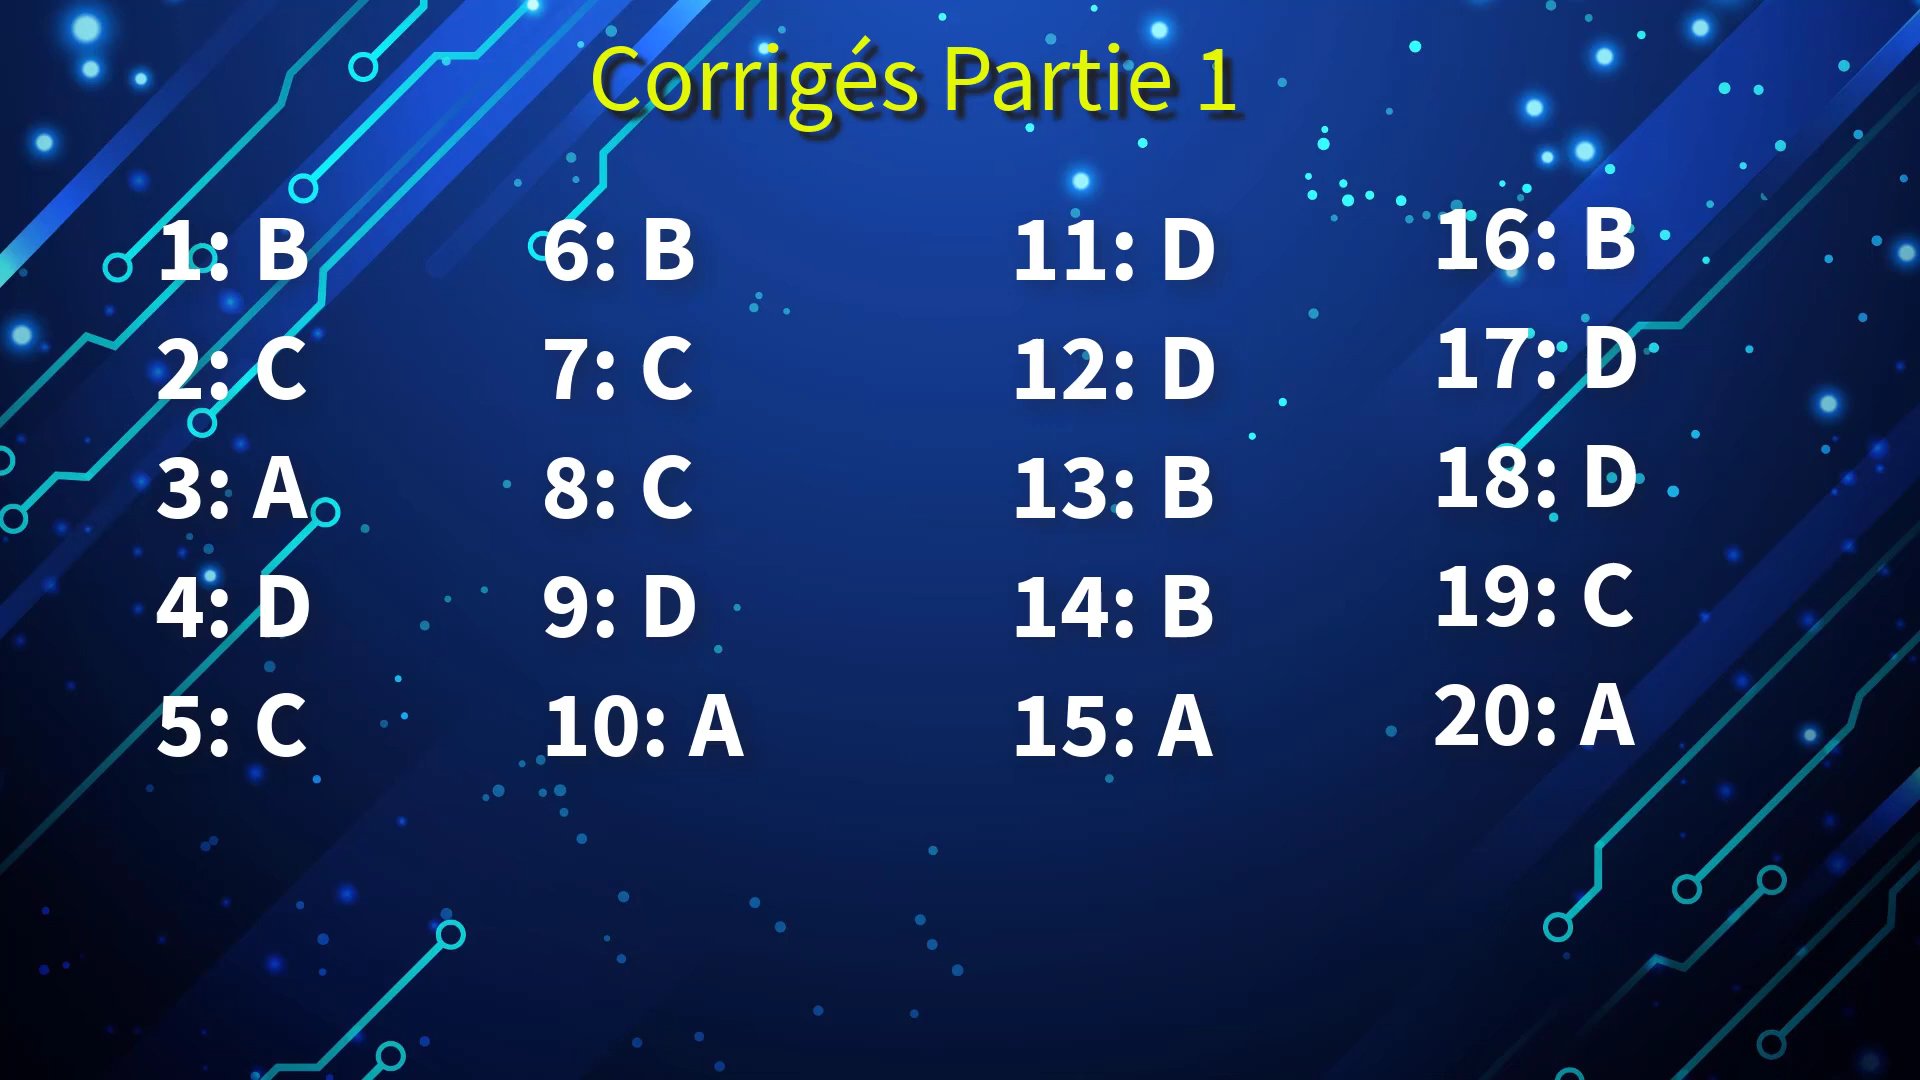 Corrigés Partie 1
1: B
2: C
3: A
4: D
5: C
6: B
7: C
8: C
9: D
10: A
11: D
12: D
13: B
14: B
15: A
16: B
17: D
18: D
19: C
20: A